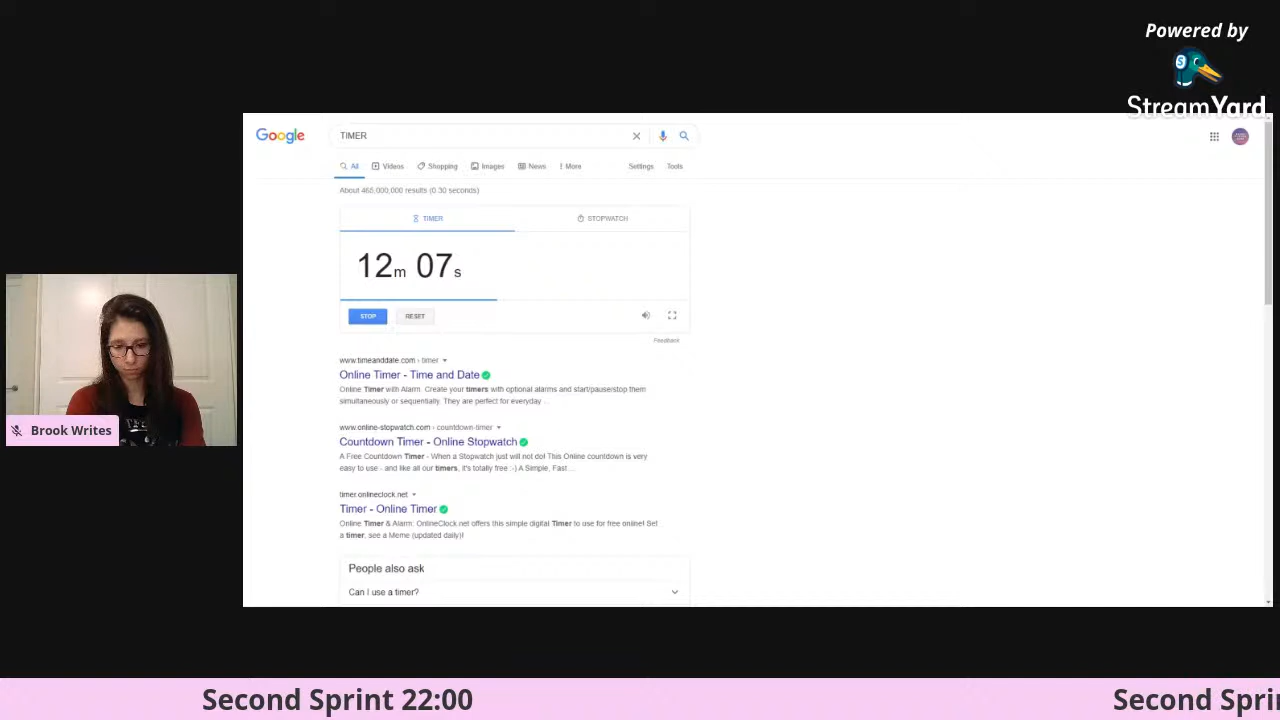 Powered by
StreamYard
Google
TIMER
All
Videos
Shopping
Images
News
More
Settings
Tools
About 465,000,000 results (0.30 seconds)
TIMER
STOPWATCH
12m 07s
STOP
RESET
Feedback
www.timeanddate.com › timer
Online Timer - Time and Date
Online Timer with Alarm. Create your timers with optional alarms and start/pause/stop them
simultaneously or sequentially. They are perfect for everyday ...
www.online-stopwatch.com › countdown-timer
Countdown Timer - Online Stopwatch
A Free Countdown Timer - When a Stopwatch just will not do! This Online countdown is very
easy to use - and like all our timers, it's totally free :-) A Simple, Fast ...
timer.onlineclock.net
Timer - Online Timer
Online Timer & Alarm: OnlineClock.net offers this simple digital Timer to use for free online! Set
a timer, see a Meme (updated daily)!
People also ask
Can I use a timer?
Brook Writes
Second Sprint 22:00
Second Sprin